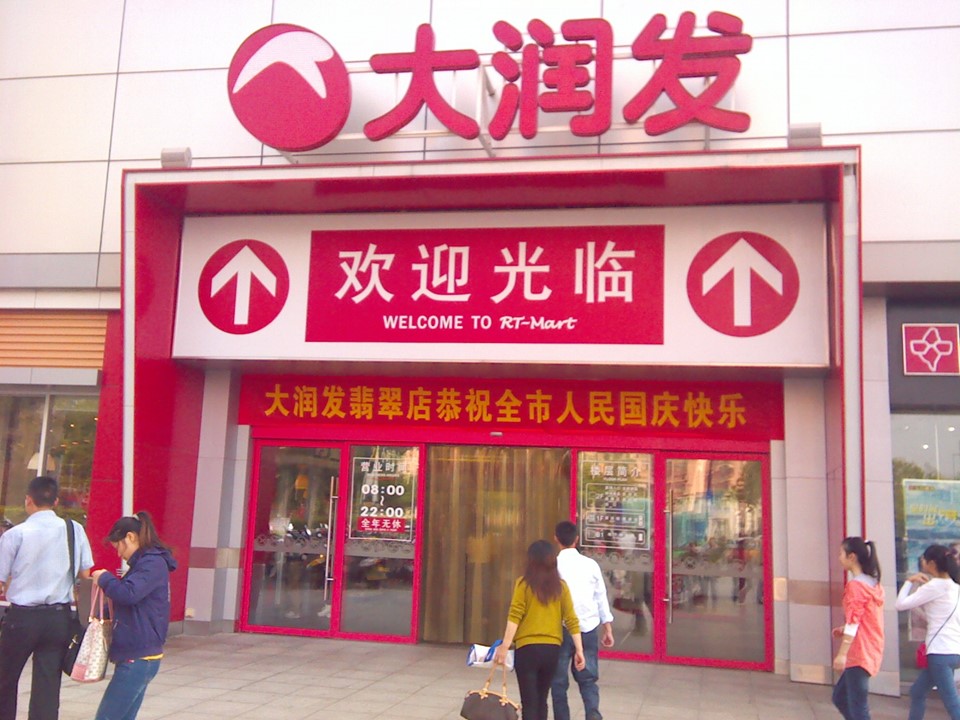 大润发
欢迎光临
WELCOME TO RT-Mart
大润发翡翠店恭祝全市人民国庆快乐
营业时间
08:00
~
22:00
全年无休
楼层简介